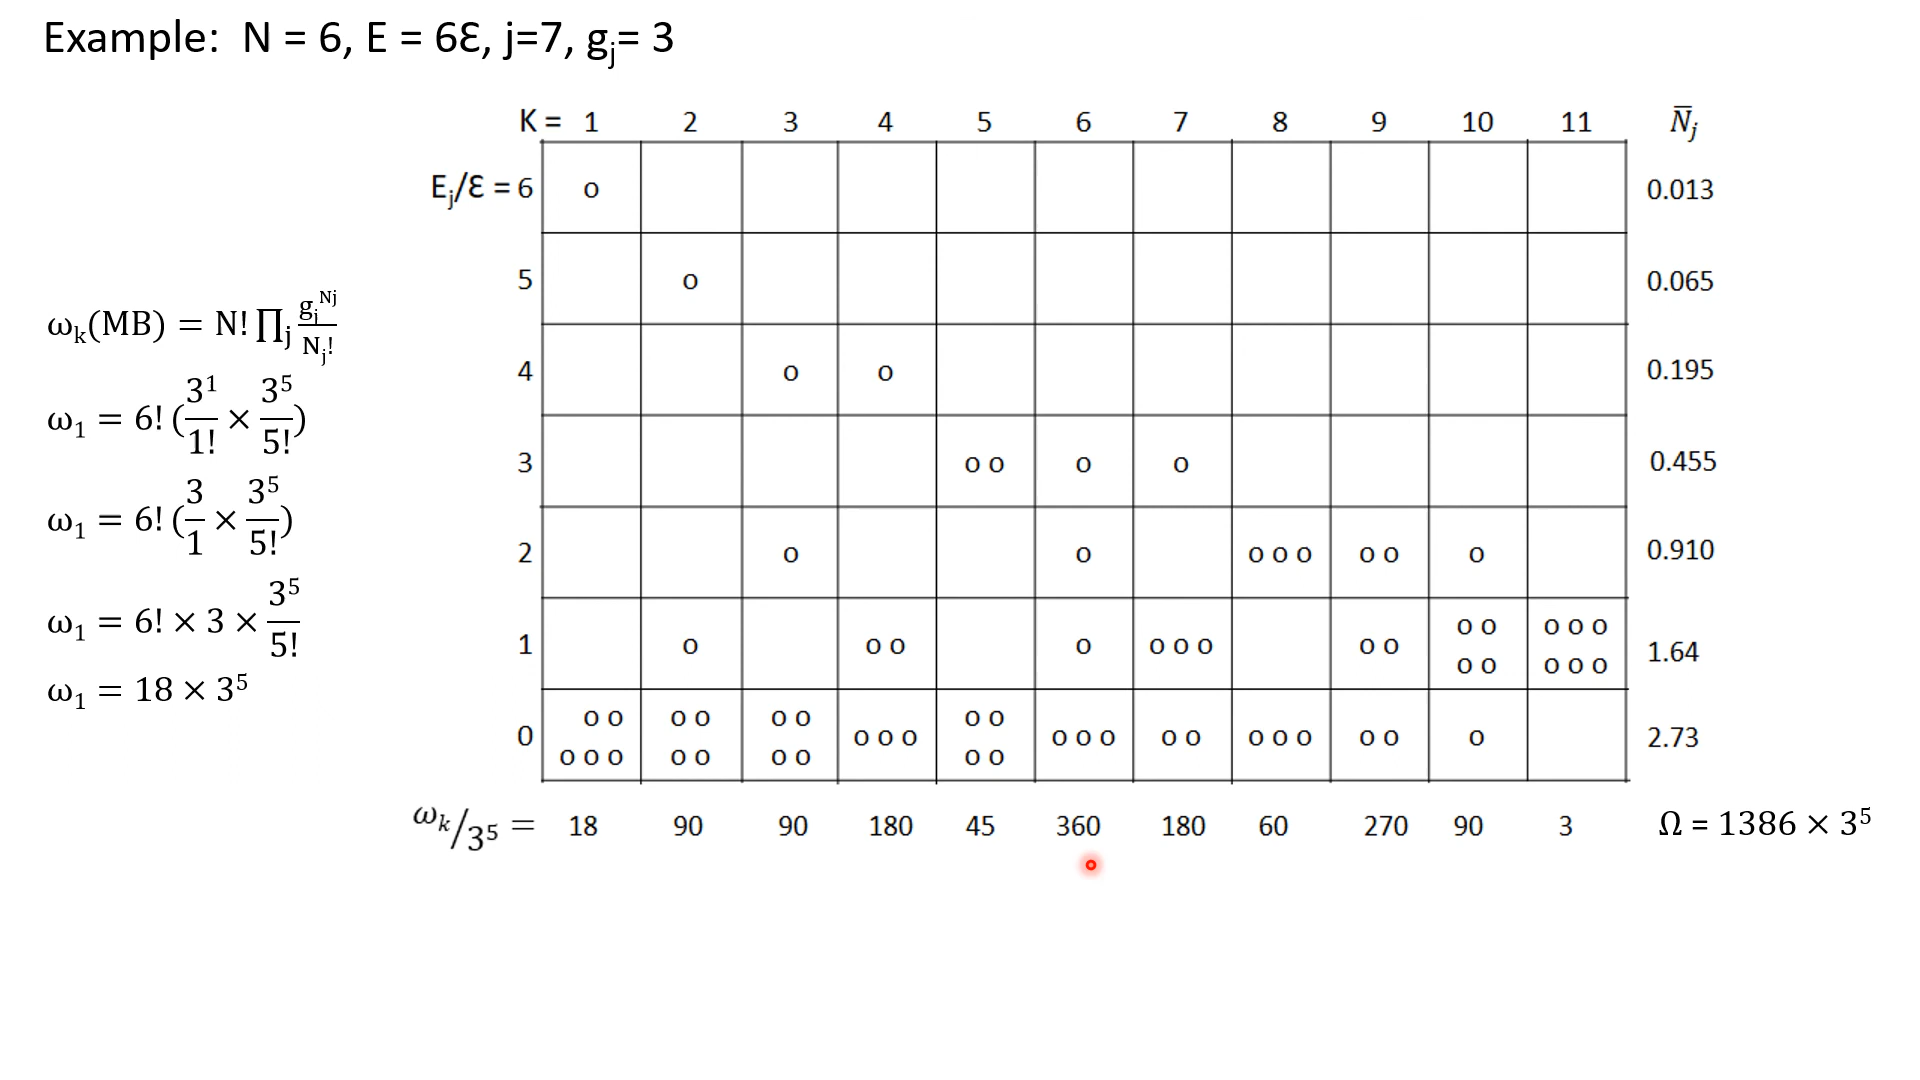 Example: N = 6, E = 6Ɛ, j=7, gⱼ= 3
K = 1 2 3 4 5 6 7 8 9 10 11 N̅ⱼ
Eⱼ/Ɛ = 6 o 0.013
5 o 0.065
ωₖ(MB) = N! ∏ⱼ gⱼ^Nj / Nⱼ!
4 o o 0.195
ω₁ = 6! (3¹/1! × 3⁵/5!)
3 o o o o 0.455
ω₁ = 6! (3/1 × 3⁵/5!)
2 o o o o o o o o 0.910
ω₁ = 6! × 3 × 3⁵/5!
1 o o o o o o o o o o o o o o o o o o o 1.64
ω₁ = 18 × 3⁵
0 o o o o o o o o o o o o o o o o o o o o o o o o o o o o o o o 2.73
ωₖ/3⁵ = 18 90 90 180 45 360 180 60 270 90 3 Ω = 1386 × 3⁵